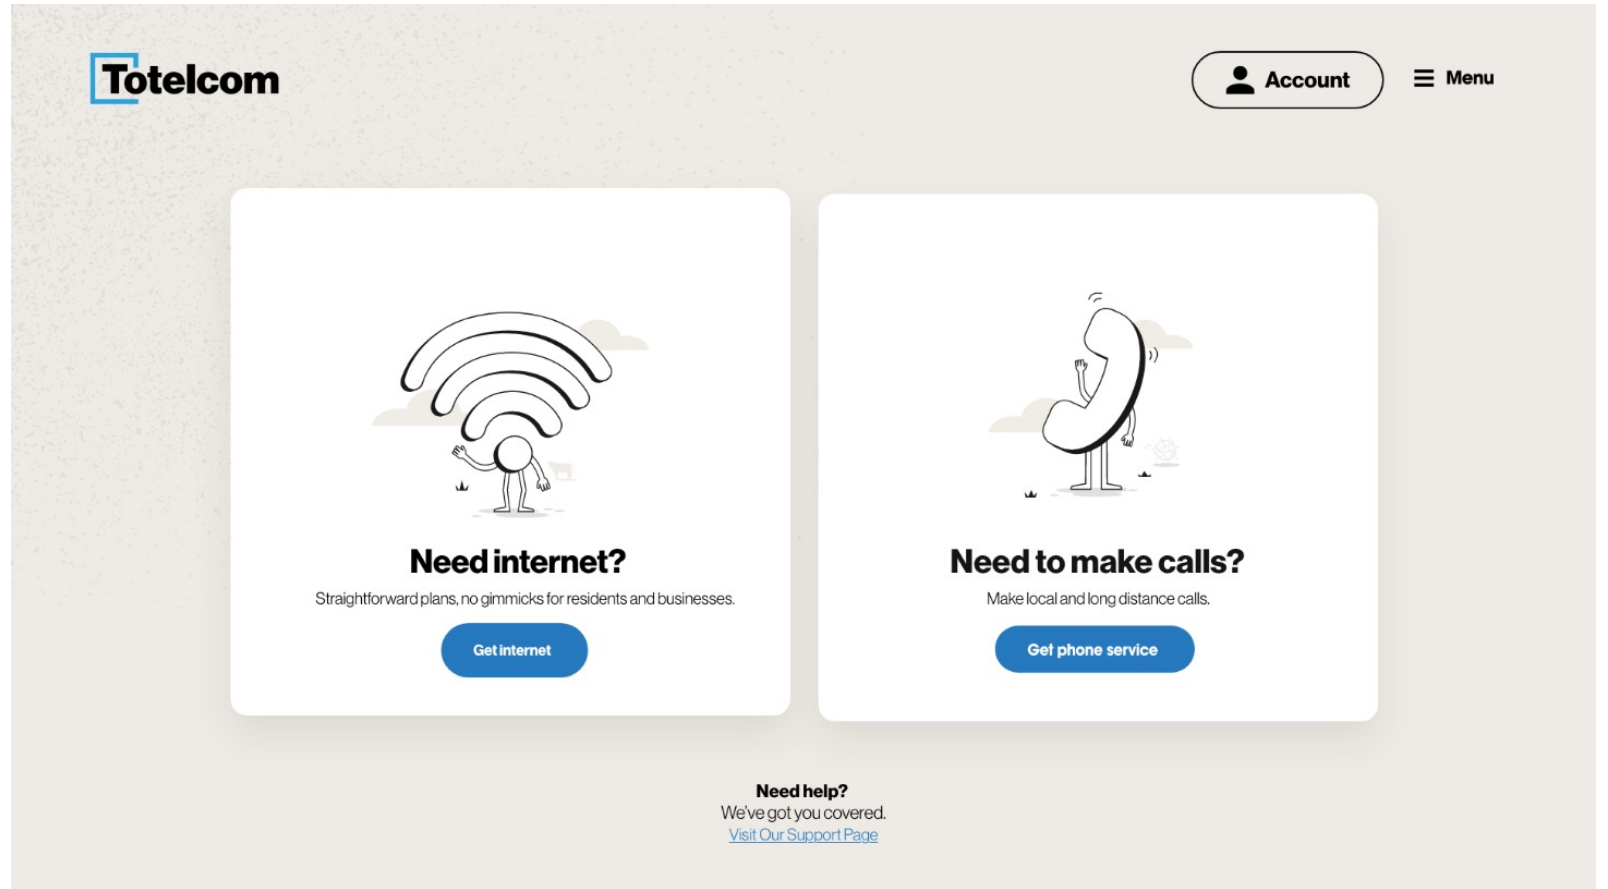 Totelcom
Account
Menu
Need internet?
Straightforward plans, no gimmicks for residents and businesses.
Get internet
Need to make calls?
Make local and long distance calls.
Get phone service
Need help?
We've got you covered.
Visit Our Support Page